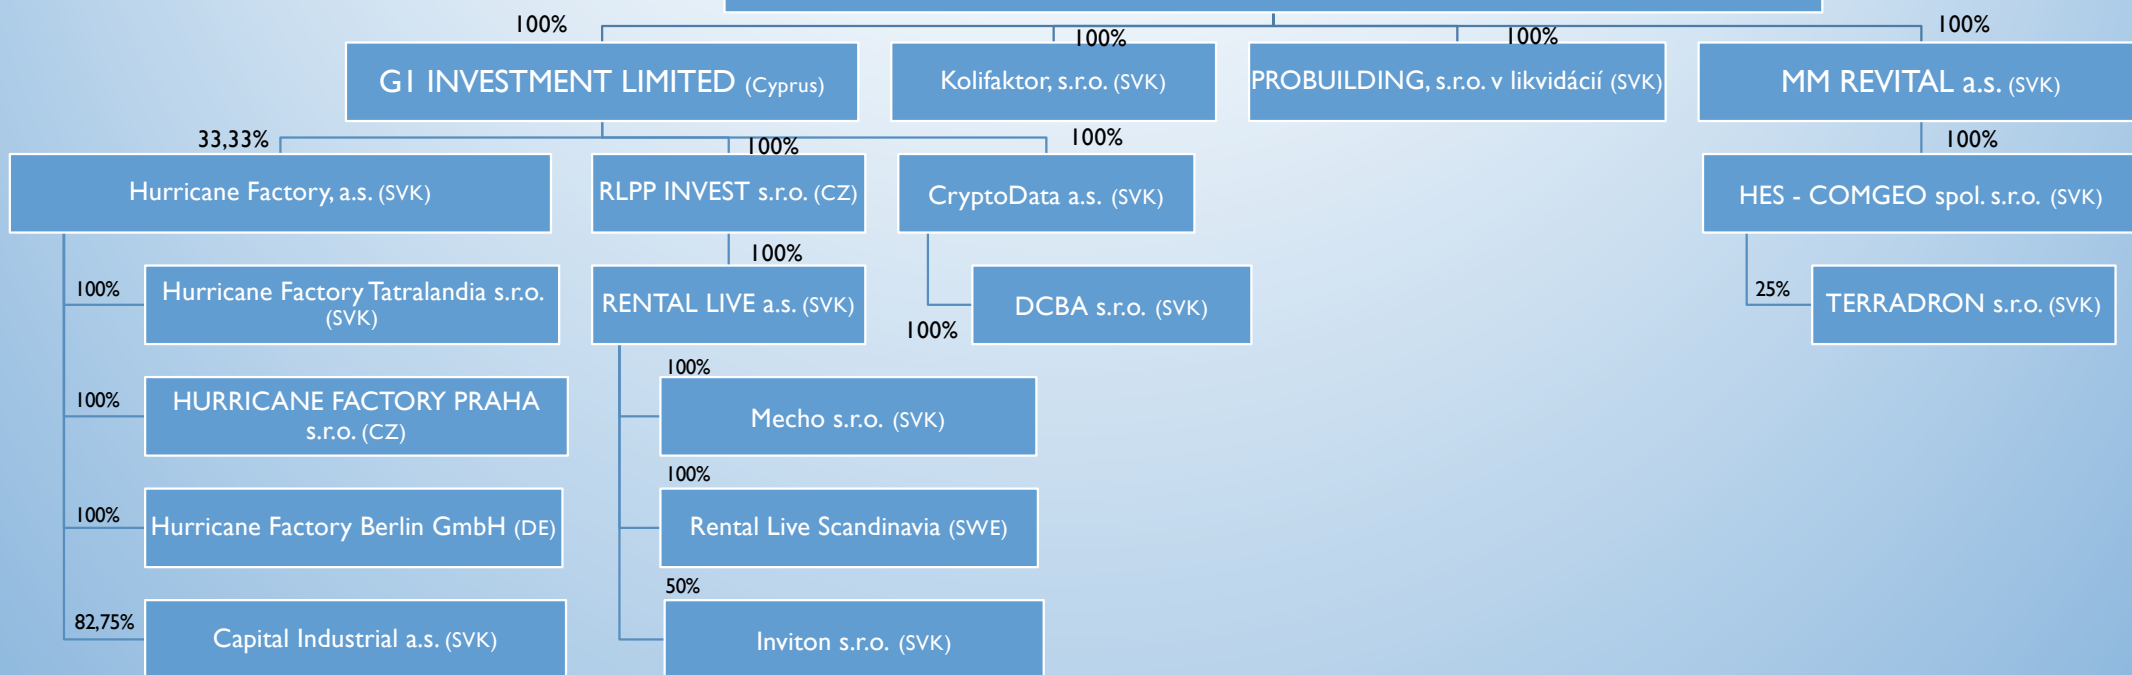 100%
100%
100%
100%
G1 INVESTMENT LIMITED (Cyprus)
Kolifaktor, s.r.o. (SVK)
PROBUILDING, s.r.o. v likvidácií (SVK)
MM REVITAL a.s. (SVK)
33,33%
100%
100%
100%
Hurricane Factory, a.s. (SVK)
RLPP INVEST s.r.o. (CZ)
CryptoData a.s. (SVK)
HES - COMGEO spol. s.r.o. (SVK)
100%
100%
Hurricane Factory Tatralandia s.r.o.
(SVK)
RENTAL LIVE a.s. (SVK)
100%
DCBA s.r.o. (SVK)
25%
TERRADRON s.r.o. (SVK)
100%
100%
HURRICANE FACTORY PRAHA
s.r.o. (CZ)
Mecho s.r.o. (SVK)
100%
100%
Hurricane Factory Berlin GmbH (DE)
Rental Live Scandinavia (SWE)
50%
82,75%
Capital Industrial a.s. (SVK)
Inviton s.r.o. (SVK)